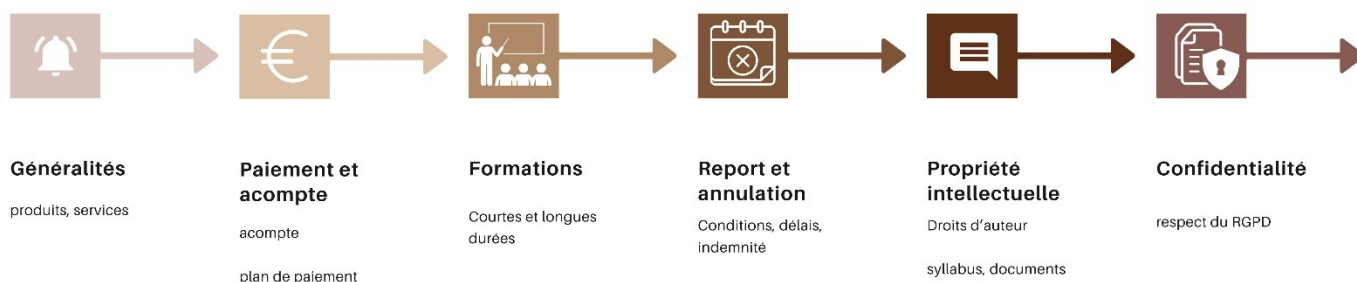 Généralités
produits, services
Paiement et
acompte
acompte
plan de paiement
Formations
Courtes et longues
durées
Report et
annulation
Conditions, délais,
indemnité
Propriété
intellectuelle
Droits d'auteur
syllabus, documents
Confidentialité
respect du RGPD